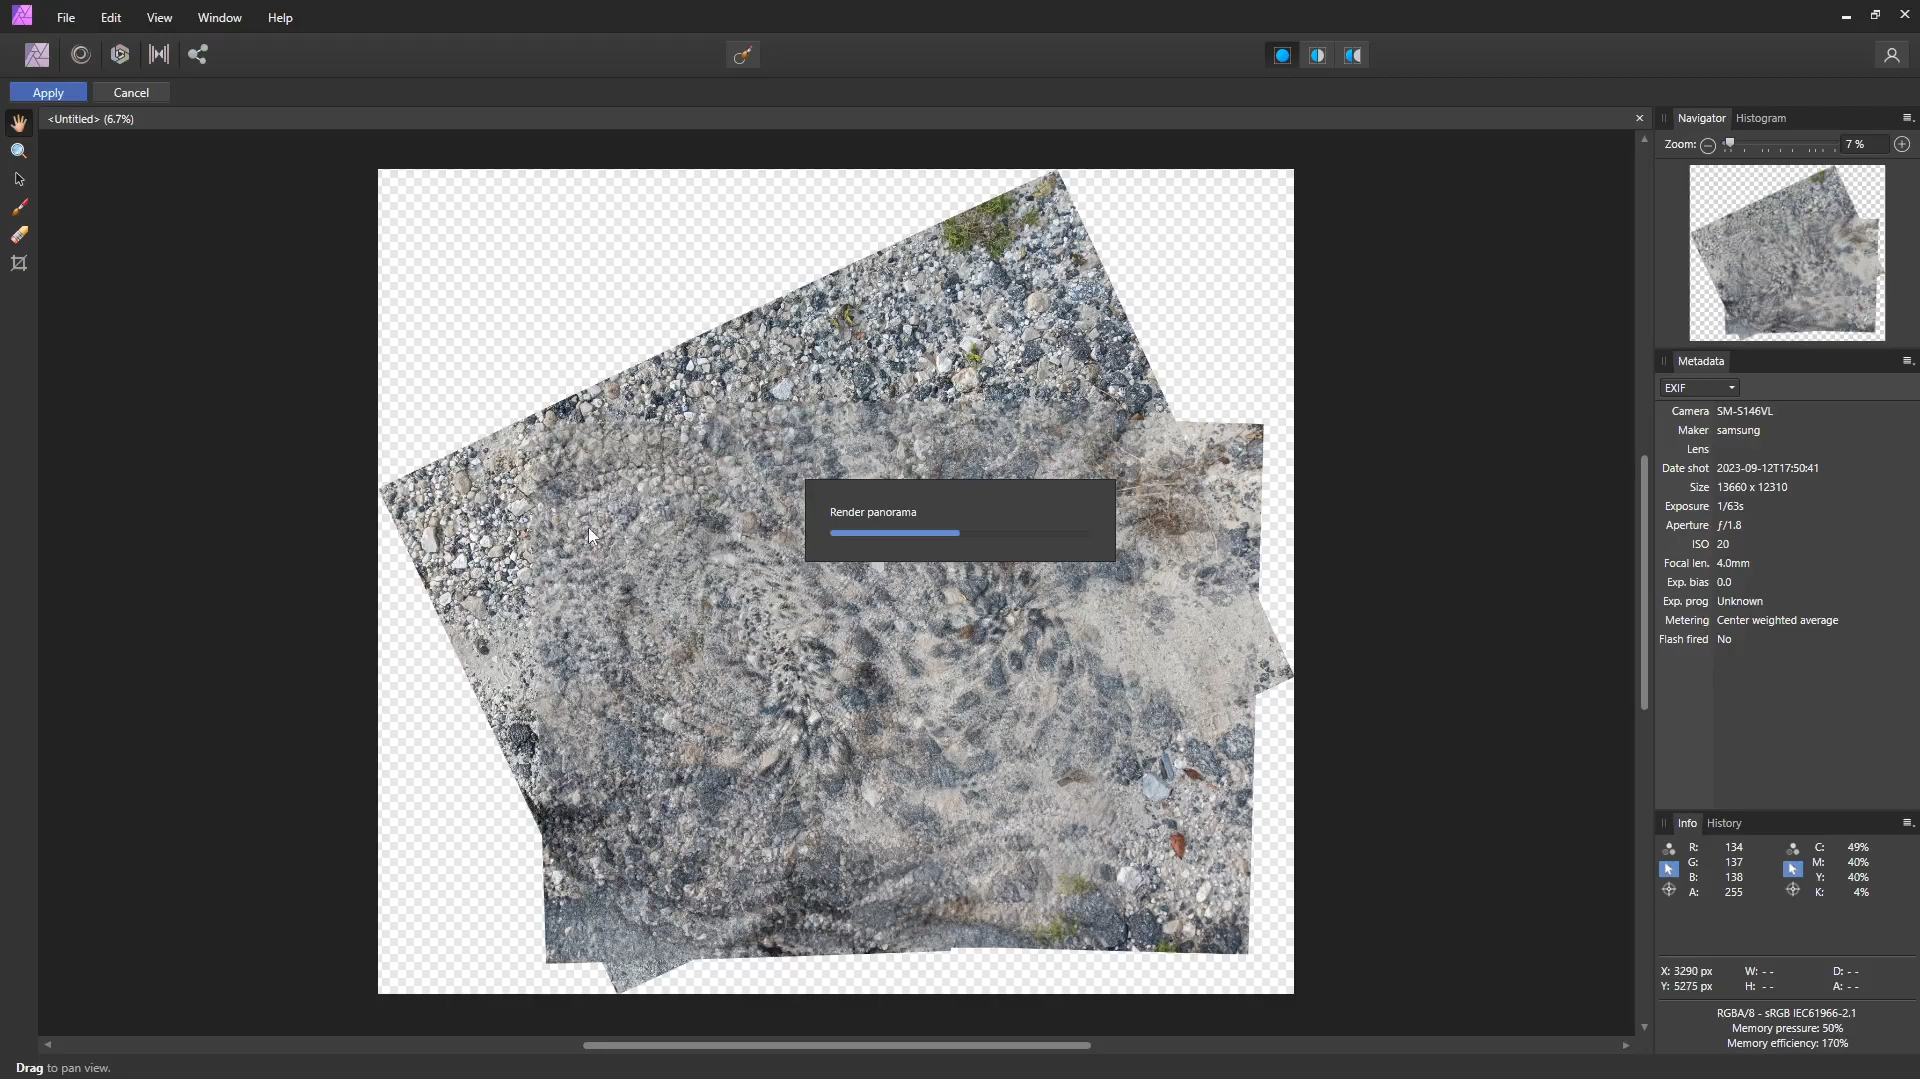 File Edit View Window Help
Apply Cancel
<Untitled> (6.7%)
Navigator Histogram
Zoom: 7 %
Metadata
EXIF
Camera SM-S146VL
Maker samsung
Lens
Date shot 2023-09-12T17:50:41
Size 13660 x 12310
Exposure 1/63s
Aperture ƒ/1.8
ISO 20
Focal len. 4.0mm
Exp. bias 0.0
Exp. prog Unknown
Metering Center weighted average
Flash fired No
Render panorama
Info History
R: 134 C: 49%
G: 137 M: 40%
B: 138 Y: 40%
A: 255 K: 4%
X: 3290 px W: - - D: - -
Y: 5275 px H: - - A: - -
RGBA/8 - sRGB IEC61966-2.1
Memory pressure: 50%
Memory efficiency: 170%
Drag to pan view.